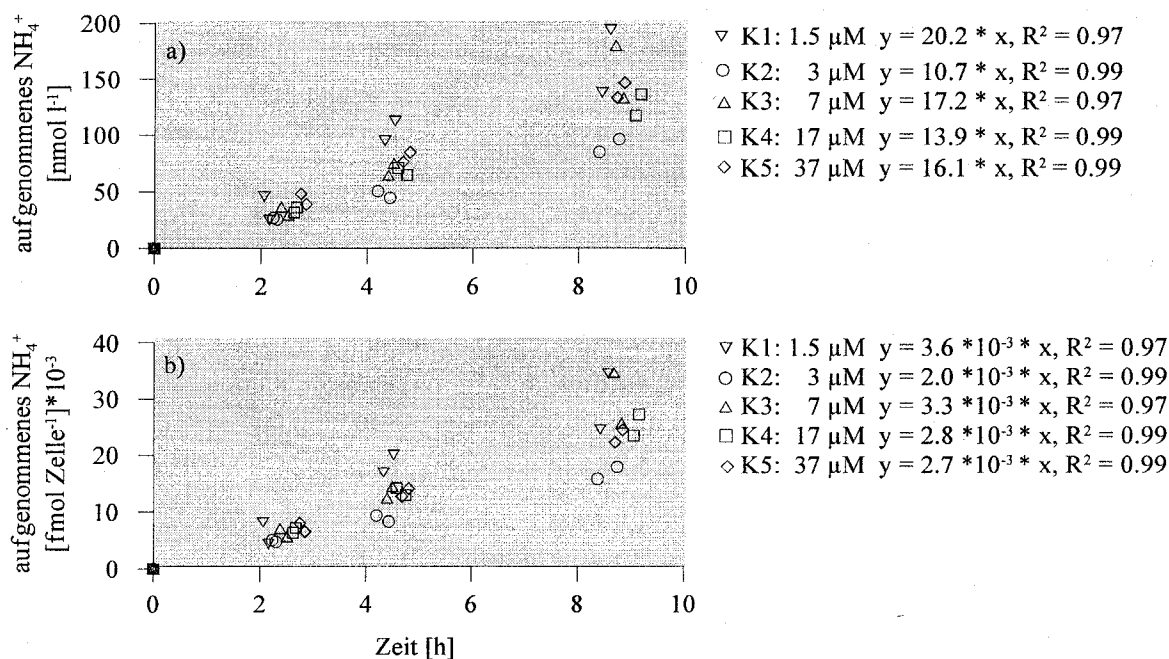 a)
200
150
100
50
0
aufgenommenes NH₄⁺
[nmol l⁻¹]
0 2 4 6 8 10
▽ K1: 1.5 µM y = 20.2 * x, R² = 0.97
○ K2: 3 µM y = 10.7 * x, R² = 0.99
△ K3: 7 µM y = 17.2 * x, R² = 0.97
□ K4: 17 µM y = 13.9 * x, R² = 0.99
◇ K5: 37 µM y = 16.1 * x, R² = 0.99
b)
40
30
20
10
0
aufgenommenes NH₄⁺
[fmol Zelle⁻¹]*10⁻³
0 2 4 6 8 10
Zeit [h]
▽ K1: 1.5 µM y = 3.6 *10⁻³ * x, R² = 0.97
○ K2: 3 µM y = 2.0 *10⁻³ * x, R² = 0.99
△ K3: 7 µM y = 3.3 *10⁻³ * x, R² = 0.97
□ K4: 17 µM y = 2.8 *10⁻³ * x, R² = 0.99
◇ K5: 37 µM y = 2.7 *10⁻³ * x, R² = 0.99